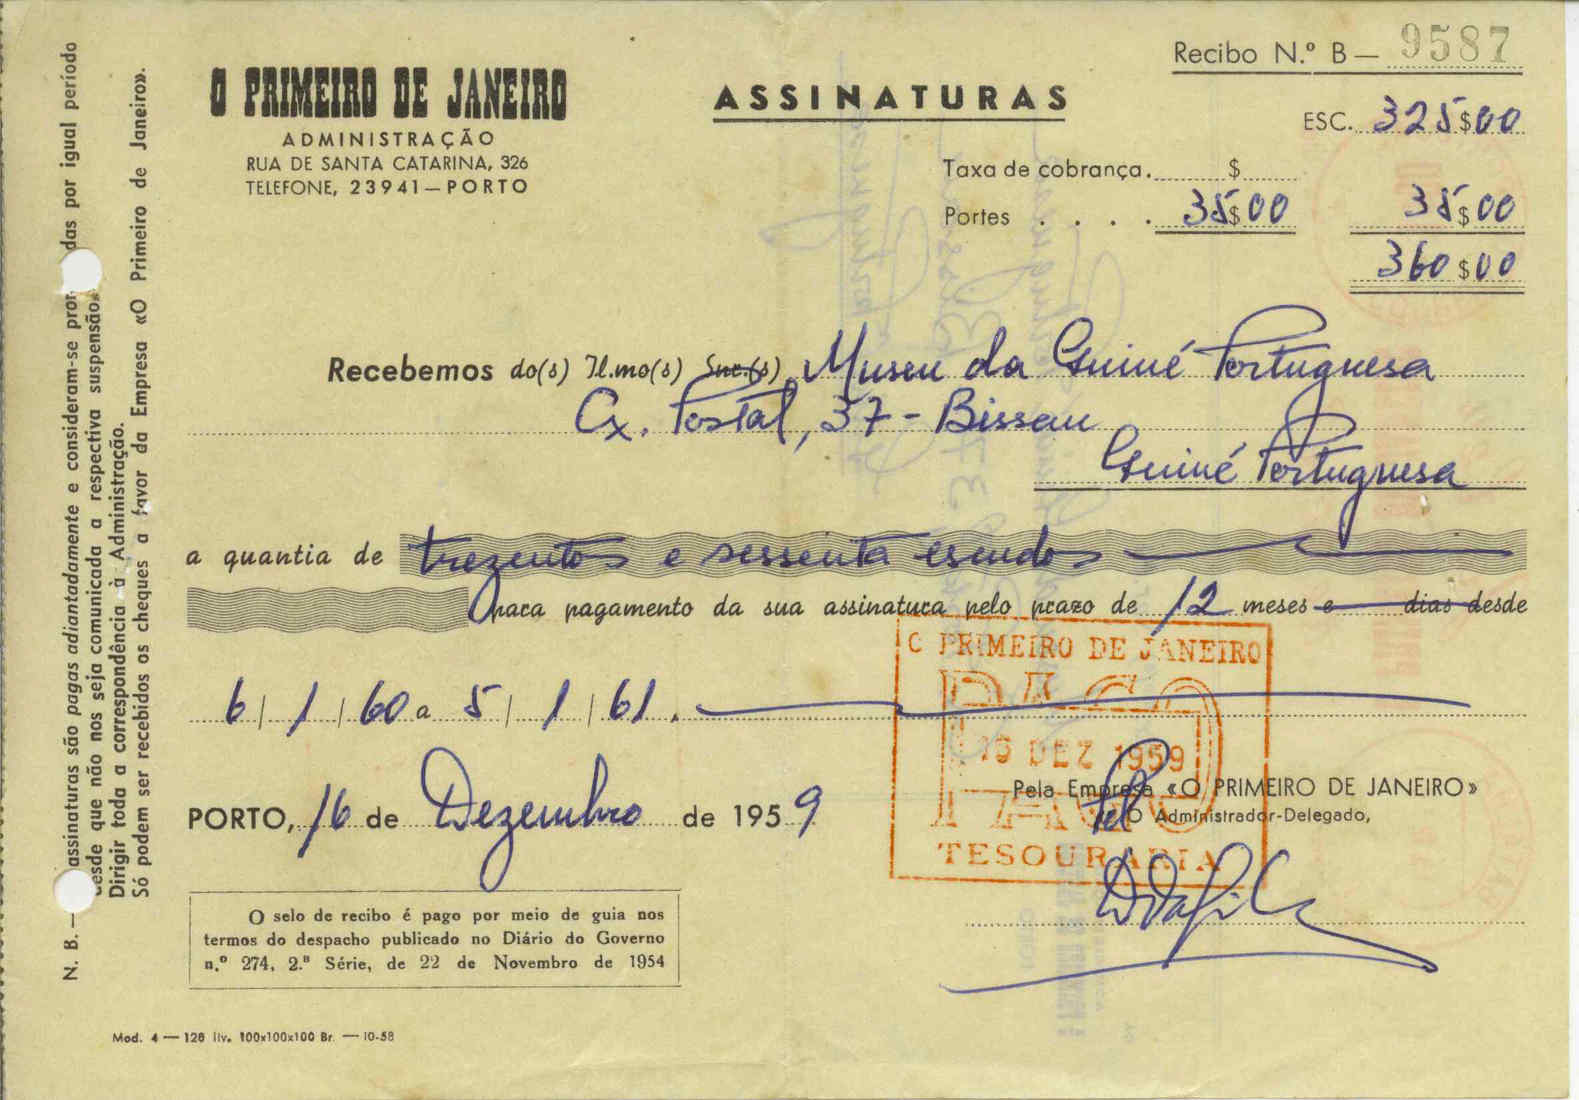 Recibo N.º B — 9587
O PRIMEIRO DE JANEIRO
ADMINISTRAÇÃO
RUA DE SANTA CATARINA, 326
TELEFONE, 23941 — PORTO
ASSINATURAS
ESC. 325$00
Taxa de cobrança. $
Portes . . . . 35$00 35$00
360$00
Recebemos do(s) Il.mo(s) Snr.(s) Museu da Guiné Portuguesa
Cx. Postal, 37 - Bissau
Guiné Portuguesa
a quantia de trezentos e sessenta escudos
para pagamento da sua assinatura pelo prazo de 12 meses e dias desde
6 / 1 / 60 a 5 / 1 / 61.
O PRIMEIRO DE JANEIRO
PAGO
16 DEZ 1959
PAGO
TESOURARIA
PORTO, 16 de Dezembro de 1959
Pela Empresa «O PRIMEIRO DE JANEIRO»
O Administrador-Delegado,
O selo de recibo é pago por meio de guia nos
termos do despacho publicado no Diário do Governo
n.º 274, 2.ª Série, de 22 de Novembro de 1954
Mod. 4 — 128 liv. 100x100x100 Br. — 10-58
N. B. — assinaturas são pagas adiantadamente e consideram-se pror das por igual período
desde que não nos seja comunicada a respectiva suspensão.
Dirigir toda a correspondência à Administração.
Só podem ser recebidos os cheques a favor da Empresa «O Primeiro de Janeiro».